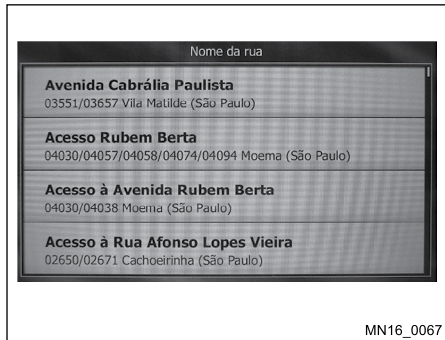 Nome da rua
Avenida Cabrália Paulista
03551/03657 Vila Matilde (São Paulo)
Acesso Rubem Berta
04030/04057/04058/04074/04094 Moema (São Paulo)
Acesso à Avenida Rubem Berta
04030/04038 Moema (São Paulo)
Acesso à Rua Afonso Lopes Vieira
02650/02671 Cachoeirinha (São Paulo)
MN16_0067